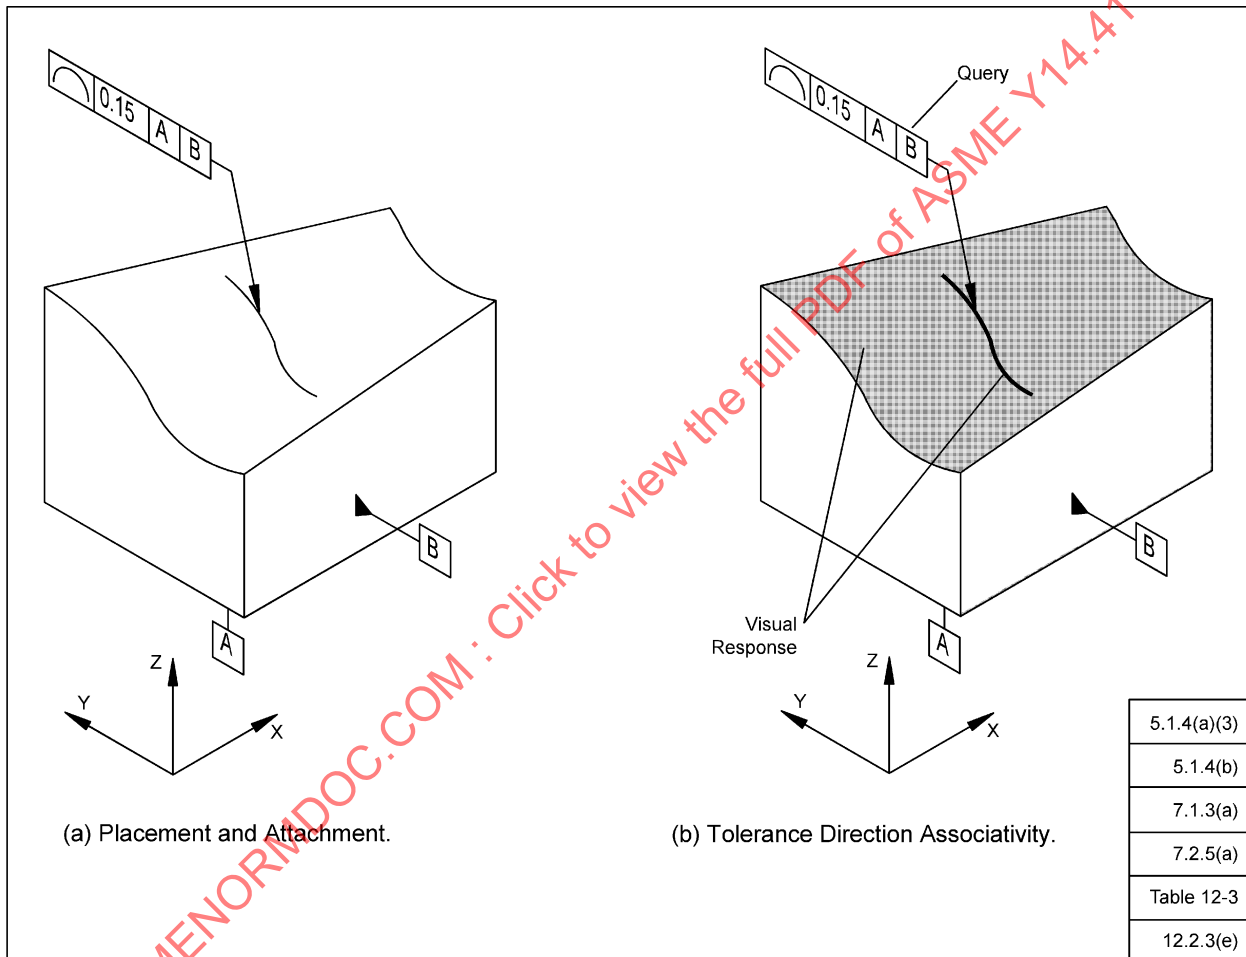 0.15 A B
A
B
Z
Y
X
(a) Placement and Attachment.
0.15 A B
Query
Visual
Response
A
B
Z
Y
X
(b) Tolerance Direction Associativity.
5.1.4(a)(3)
5.1.4(b)
7.1.3(a)
7.2.5(a)
Table 12-3
12.2.3(e)
MENORMDOC.COM : Click to view the full PDF of ASME Y14.41